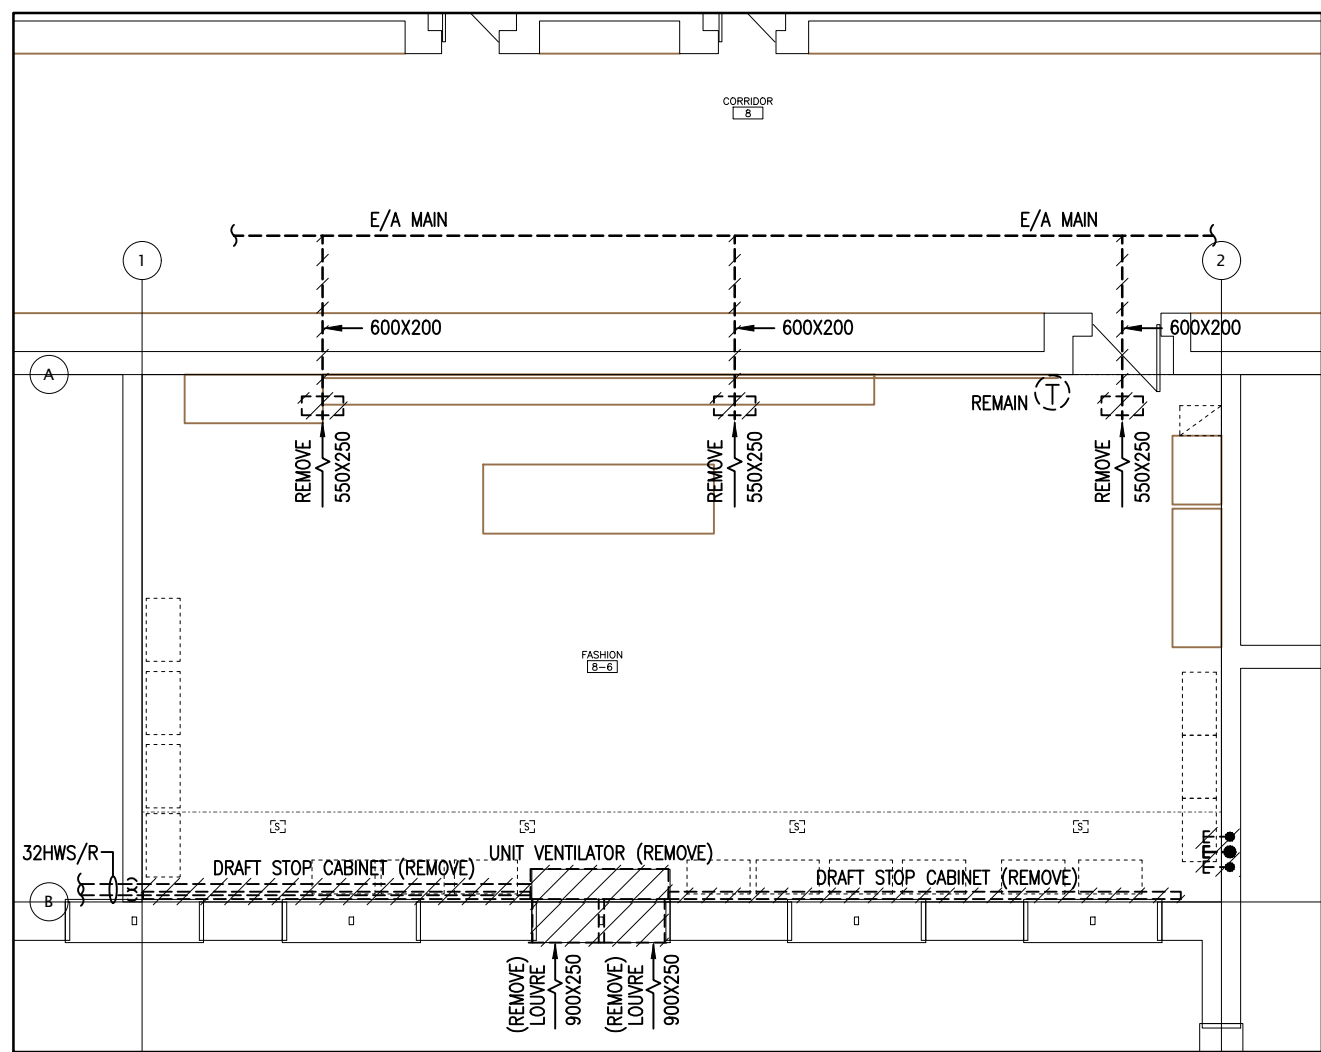 CORRIDOR
8
E/A MAIN
E/A MAIN
1
2
600X200
600X200
600X200
A
REMAIN
T
REMOVE
550X250
REMOVE
550X250
REMOVE
550X250
FASHION
8-6
S
S
S
S
32HWS/R
DRAFT STOP CABINET (REMOVE)
UNIT VENTILATOR (REMOVE)
DRAFT STOP CABINET (REMOVE)
B
(REMOVE)
LOUVRE
900X250
(REMOVE)
LOUVRE
900X250